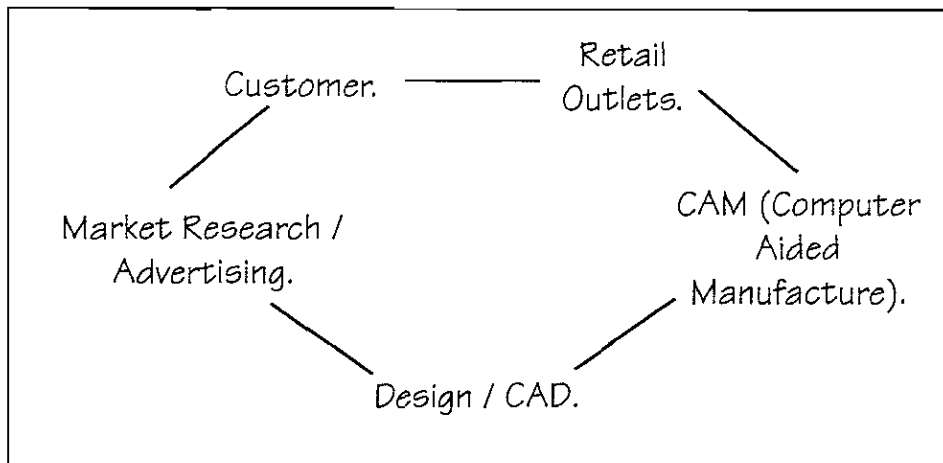 Customer.
Retail
Outlets.
Market Research /
Advertising.
CAM (Computer
Aided
Manufacture).
Design / CAD.